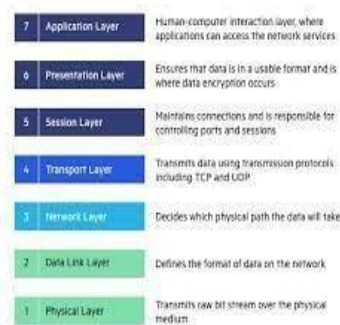 7 Application Layer
Human-computer interaction layer, where
applications can access the network services
6 Presentation Layer
Ensures that data is in a usable format and is
where data encryption occurs
5 Session Layer
Maintains connections and is responsible for
controlling ports and sessions
4 Transport Layer
Transmits data using transmission protocols
including TCP and UDP
3 Network Layer
Decides which physical path the data will take
2 Data Link Layer
Defines the format of data on the network
1 Physical Layer
Transmits raw bit stream over the physical
medium